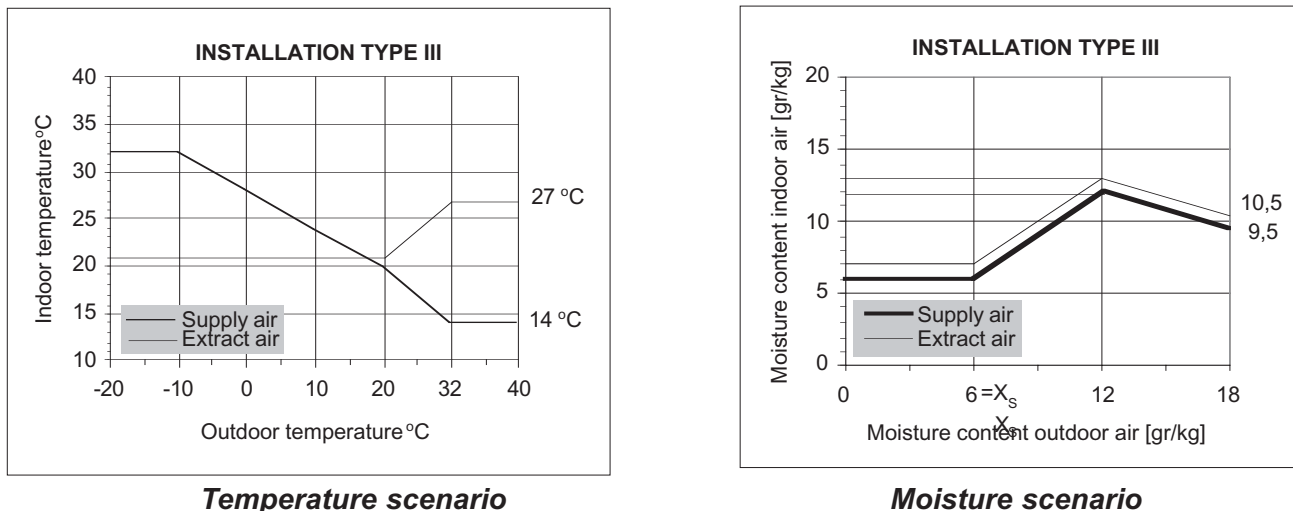 INSTALLATION TYPE III
40
35
30
25
20
15
10
Indoor temperature °C
27 °C
14 °C
Supply air
Extract air
-20 -10 0 10 20 32 40
Outdoor temperature °C
Temperature scenario
INSTALLATION TYPE III
20
15
10
5
0
Moisture content indoor air [gr/kg]
10,5
9,5
Supply air
Extract air
0 6 =XS 12 18
XS
Moisture content outdoor air [gr/kg]
Moisture scenario